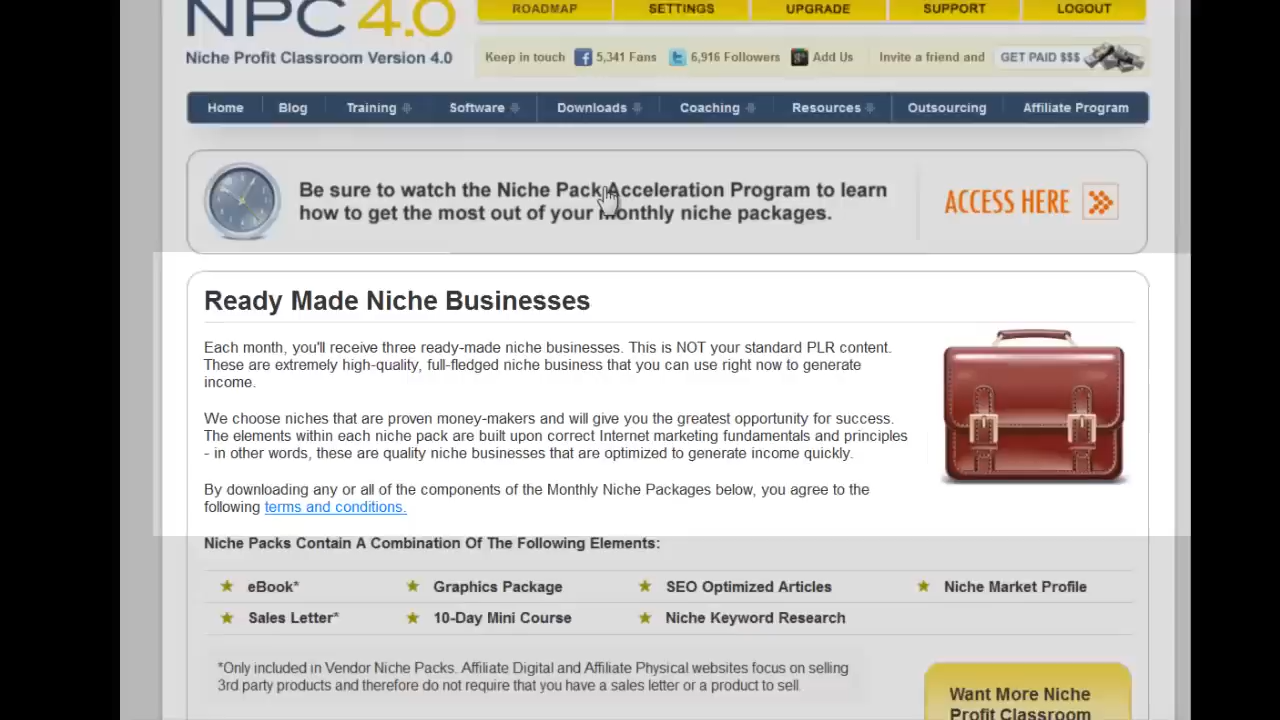 NPC 4.0
Niche Profit Classroom Version 4.0
ROADMAP SETTINGS UPGRADE SUPPORT LOGOUT
Keep in touch 5,341 Fans 6,916 Followers Add Us Invite a friend and GET PAID $$$
Home Blog Training Software Downloads Coaching Resources Outsourcing Affiliate Program
Be sure to watch the Niche Pack Acceleration Program to learn
how to get the most out of your monthly niche packages.
ACCESS HERE
Ready Made Niche Businesses
Each month, you'll receive three ready-made niche businesses. This is NOT your standard PLR content.
These are extremely high-quality, full-fledged niche business that you can use right now to generate
income.
We choose niches that are proven money-makers and will give you the greatest opportunity for success.
The elements within each niche pack are built upon correct Internet marketing fundamentals and principles
- in other words, these are quality niche businesses that are optimized to generate income quickly.
By downloading any or all of the components of the Monthly Niche Packages below, you agree to the
following terms and conditions.
Niche Packs Contain A Combination Of The Following Elements:
eBook* Graphics Package SEO Optimized Articles Niche Market Profile
Sales Letter* 10-Day Mini Course Niche Keyword Research
*Only included in Vendor Niche Packs. Affiliate Digital and Affiliate Physical websites focus on selling
3rd party products and therefore do not require that you have a sales letter or a product to sell.
Want More Niche
Profit Classroom